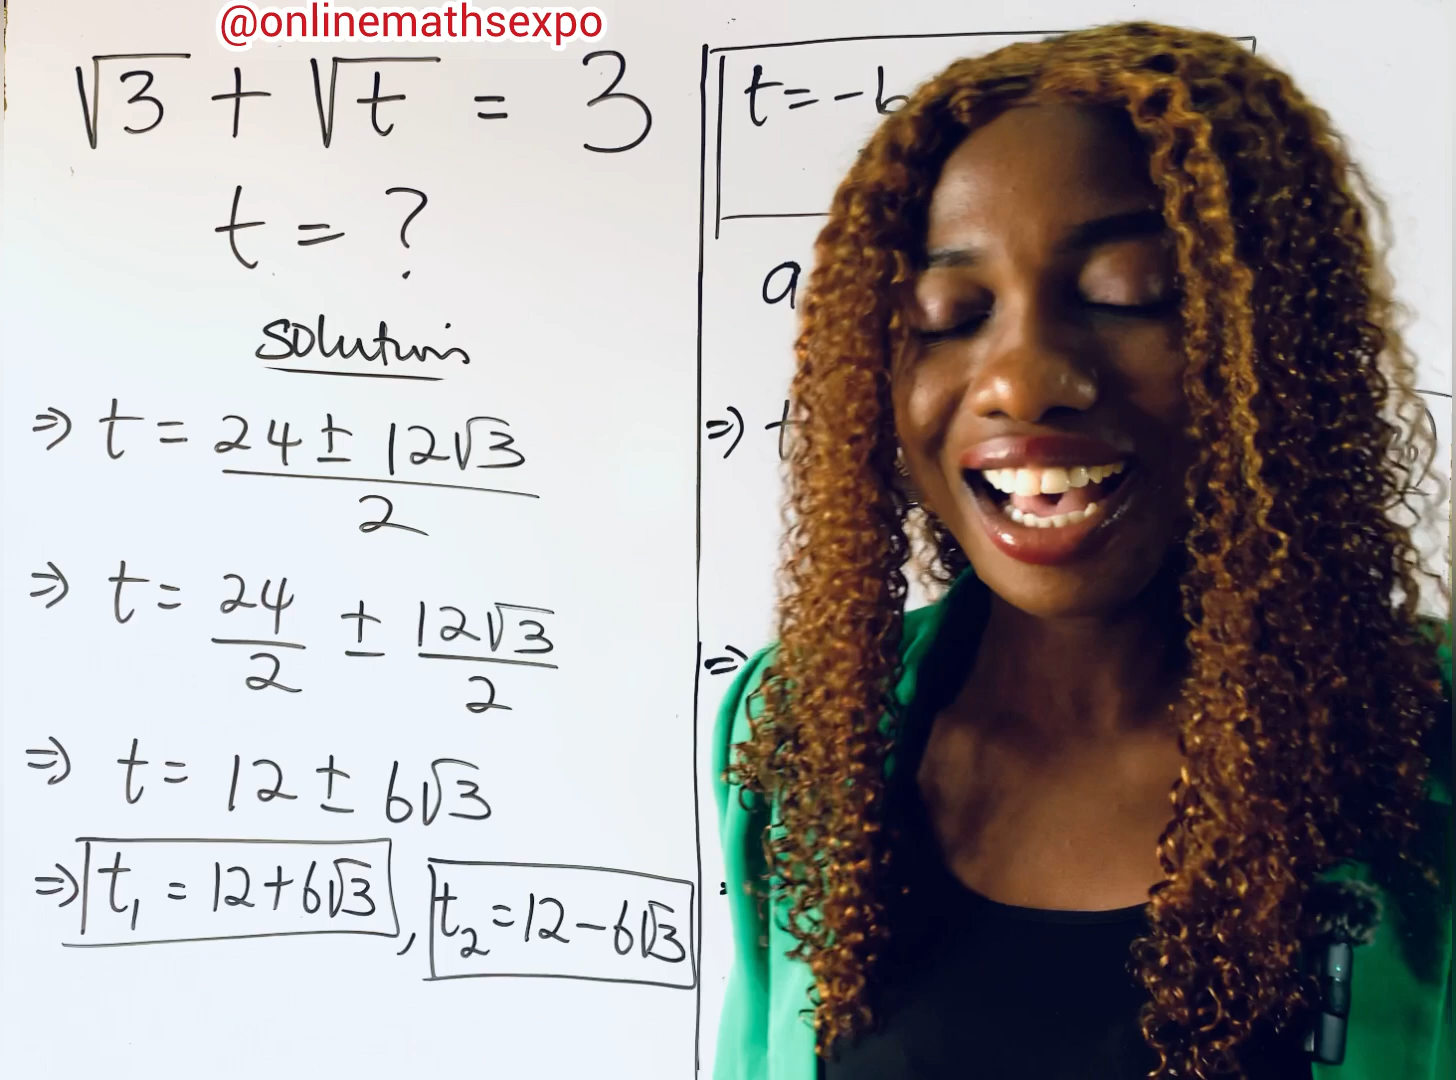 @onlinemathsexpo
√3 + √t = 3
t = ?
solutions
⇒ t = (24 ± 12√3)/2
⇒ t = 24/2 ± 12√3/2
⇒ t = 12 ± 6√3
⇒ t₁ = 12+6√3, t₂ = 12-6√3
t = -b
a
⇒ t
⇒